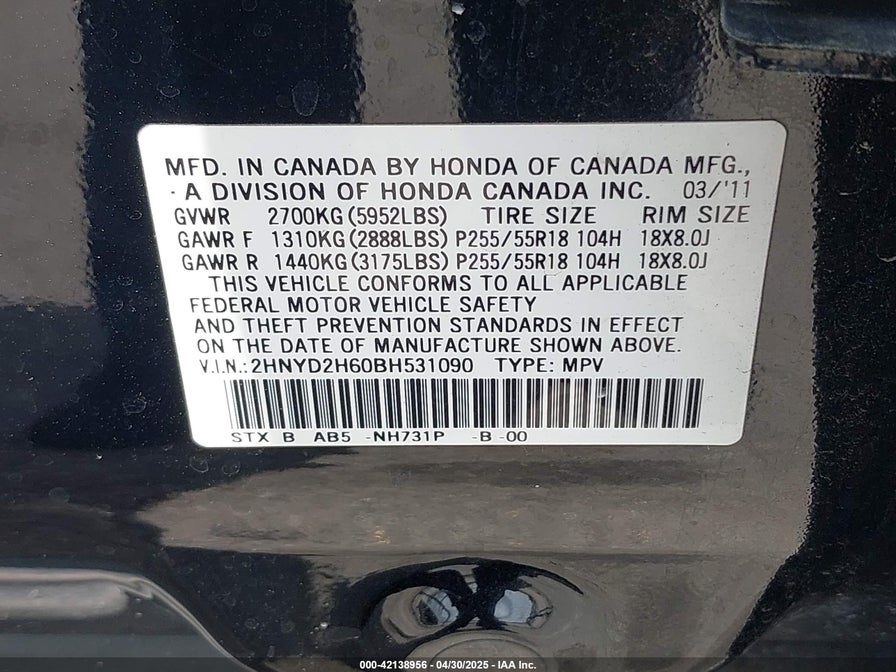 MFD. IN CANADA BY HONDA OF CANADA MFG.,
A DIVISION OF HONDA CANADA INC. 03/'11
GVWR 2700KG (5952LBS) TIRE SIZE RIM SIZE
GAWR F 1310KG (2888LBS) P255/55R18 104H 18X8.0J
GAWR R 1440KG (3175LBS) P255/55R18 104H 18X8.0J
THIS VEHICLE CONFORMS TO ALL APPLICABLE
FEDERAL MOTOR VEHICLE SAFETY
AND THEFT PREVENTION STANDARDS IN EFFECT
ON THE DATE OF MANUFACTURE SHOWN ABOVE.
V.I.N.: 2HNYD2H60BH531090 TYPE: MPV
STX B AB5 -NH731P -B -00
000-42138956 - 04/30/2025 - IAA Inc.